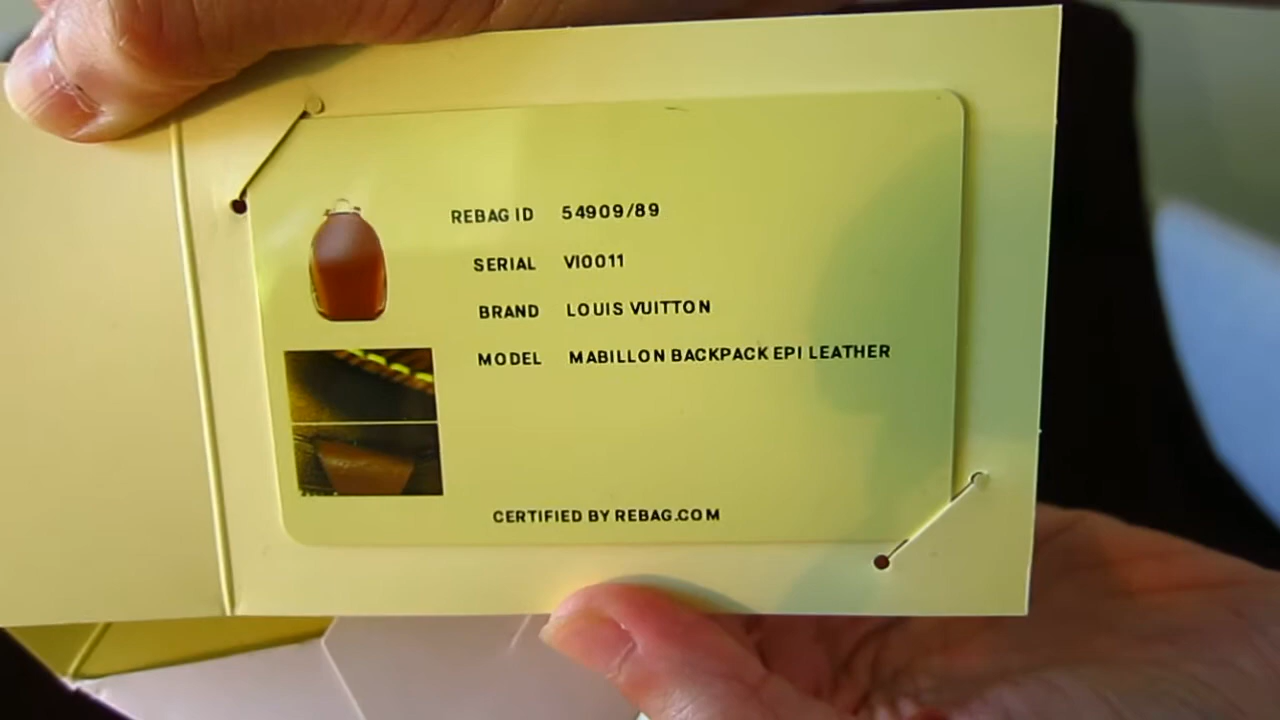 REBAG ID 54909/89
SERIAL VI0011
BRAND LOUIS VUITTON
MODEL MABILLON BACKPACK EPI LEATHER
CERTIFIED BY REBAG.COM